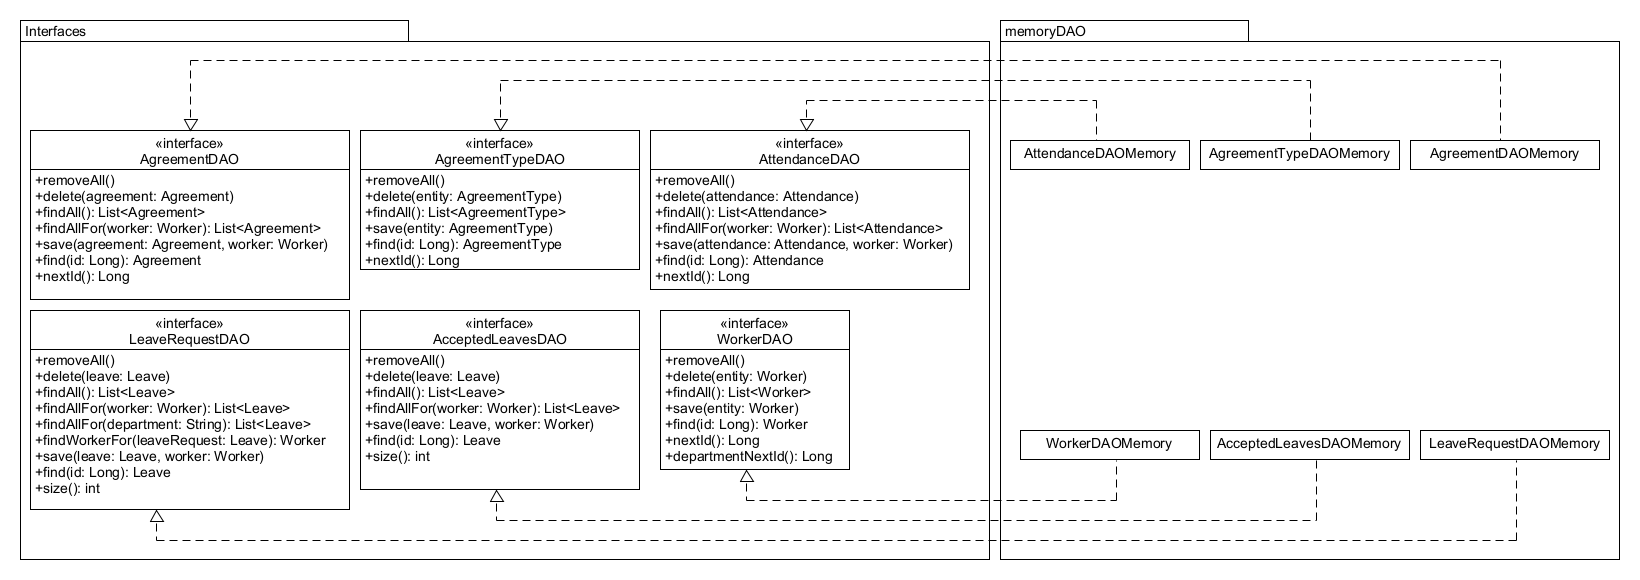 Interfaces
memoryDAO
«interface»
AgreementDAO
+removeAll()
+delete(agreement: Agreement)
+findAll(): List<Agreement>
+findAllFor(worker: Worker): List<Agreement>
+save(agreement: Agreement, worker: Worker)
+find(id: Long): Agreement
+nextId(): Long
«interface»
AgreementTypeDAO
+removeAll()
+delete(entity: AgreementType)
+findAll(): List<AgreementType>
+save(entity: AgreementType)
+find(id: Long): AgreementType
+nextId(): Long
«interface»
AttendanceDAO
+removeAll()
+delete(attendance: Attendance)
+findAll(): List<Attendance>
+findAllFor(worker: Worker): List<Attendance>
+save(attendance: Attendance, worker: Worker)
+find(id: Long): Attendance
+nextId(): Long
AttendanceDAOMemory
AgreementTypeDAOMemory
AgreementDAOMemory
«interface»
LeaveRequestDAO
+removeAll()
+delete(leave: Leave)
+findAll(): List<Leave>
+findAllFor(worker: Worker): List<Leave>
+findAllFor(department: String): List<Leave>
+findWorkerFor(leaveRequest: Leave): Worker
+save(leave: Leave, worker: Worker)
+find(id: Long): Leave
+size(): int
«interface»
AcceptedLeavesDAO
+removeAll()
+delete(leave: Leave)
+findAll(): List<Leave>
+findAllFor(worker: Worker): List<Leave>
+save(leave: Leave, worker: Worker)
+find(id: Long): Leave
+size(): int
«interface»
WorkerDAO
+removeAll()
+delete(entity: Worker)
+findAll(): List<Worker>
+save(entity: Worker)
+find(id: Long): Worker
+nextId(): Long
+departmentNextId(): Long
WorkerDAOMemory
AcceptedLeavesDAOMemory
LeaveRequestDAOMemory